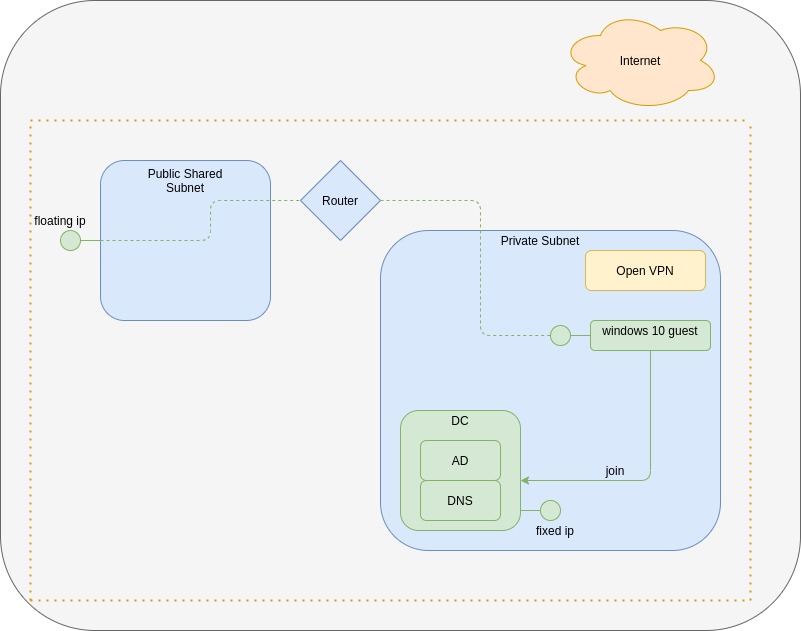 Internet
Public Shared
Subnet
Router
floating ip
Private Subnet
Open VPN
windows 10 guest
DC
AD
join
DNS
fixed ip